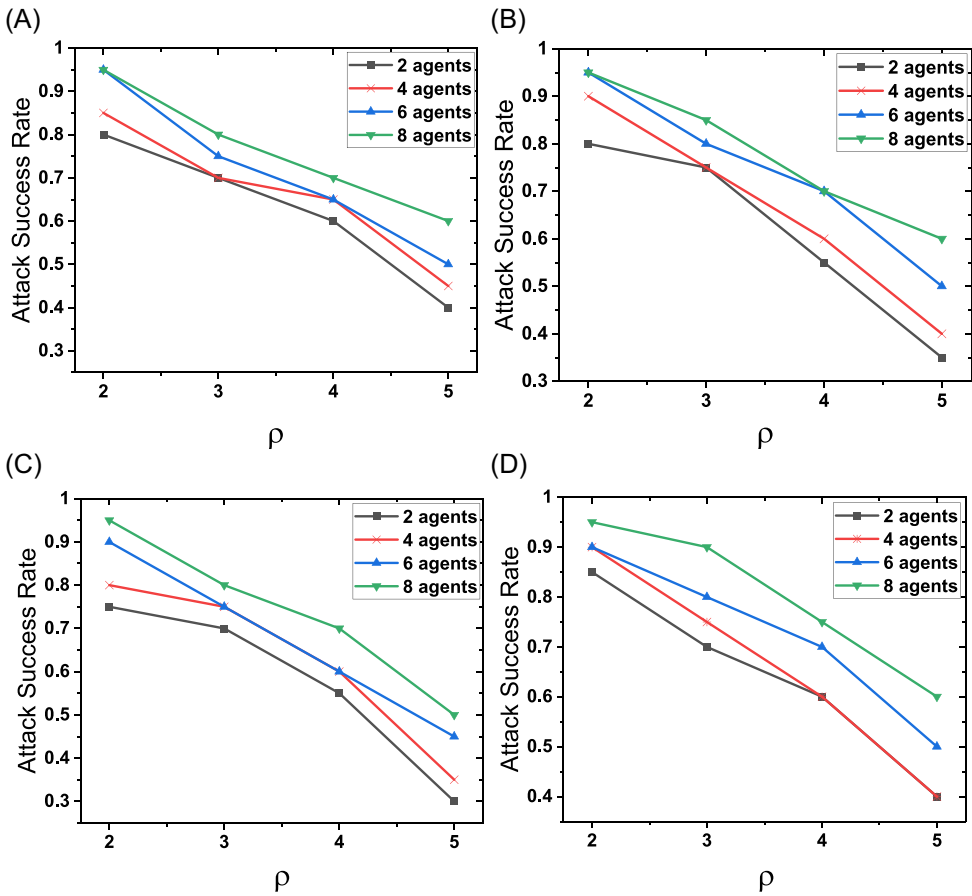 (A)
1
0.9
0.8
0.7
0.6
0.5
0.4
0.3
Attack Success Rate
2 agents
4 agents
6 agents
8 agents
2 3 4 5
ρ
(B)
1
0.9
0.8
0.7
0.6
0.5
0.4
0.3
Attack Success Rate
2 agents
4 agents
6 agents
8 agents
2 3 4 5
ρ
(C)
1
0.9
0.8
0.7
0.6
0.5
0.4
0.3
Attack Success Rate
2 agents
4 agents
6 agents
8 agents
2 3 4 5
ρ
(D)
1
0.9
0.8
0.7
0.6
0.5
0.4
Attack Success Rate
2 agents
4 agents
6 agents
8 agents
2 3 4 5
ρ